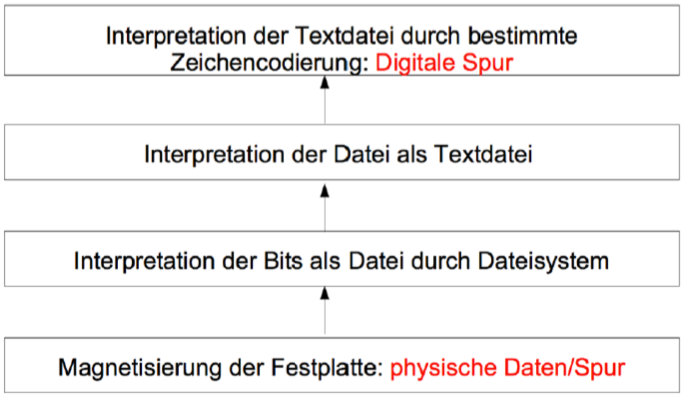 Interpretation der Textdatei durch bestimmte
Zeichencodierung: Digitale Spur
Interpretation der Datei als Textdatei
Interpretation der Bits als Datei durch Dateisystem
Magnetisierung der Festplatte: physische Daten/Spur